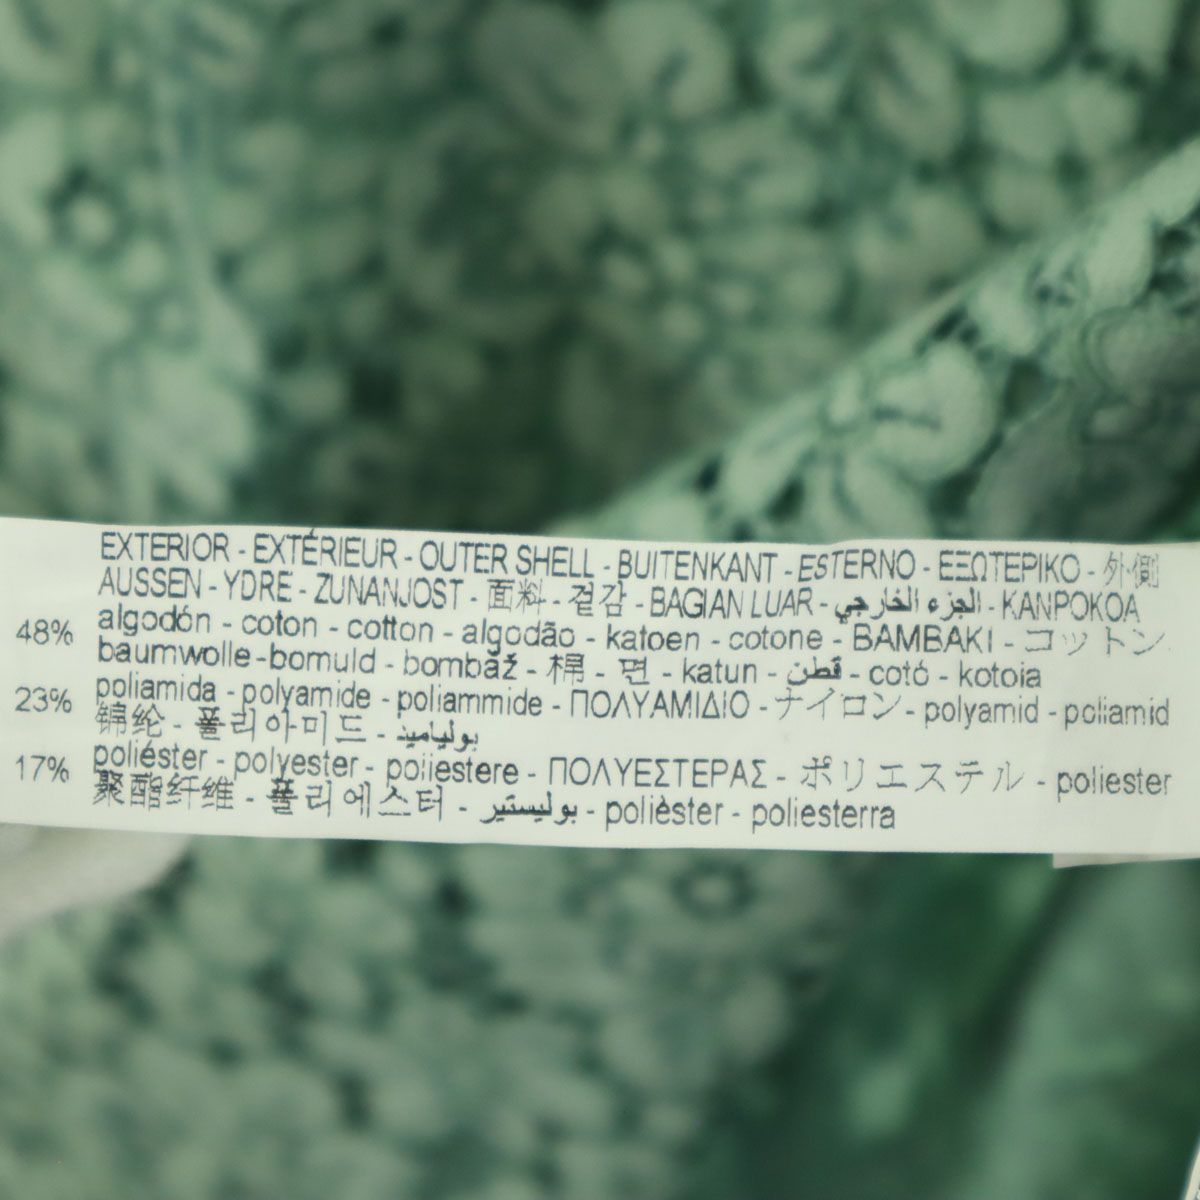 EXTERIOR - EXTÉRIEUR - OUTER SHELL - BUITENKANT - ESTERNO - ΕΞΩΤΕΡΙΚΟ - 外側
AUSSEN - YDRE - ZUNANJOST - 面料 - 겉감 - BAGIAN LUAR - الجزء الخارجي - KANPOKOA
48% algodón - coton - cotton - algodão - katoen - cotone - ΒΑΜΒΑΚΙ - コットン
baumwolle - bomuld - bombaž - 棉 - 면 - katun - قطن - cotó - kotoia
23% poliamida - polyamide - poliammide - ΠΟΛΥΑΜΙΔΙΟ - ナイロン - polyamid - poliamid
锦纶 - 폴리아미드 - بولياميذ
17% poliéster - polyester - poliestere - ΠΟΛΥΕΣΤΕΡΑΣ - ポリエステル - poliester
聚酯纤维 - 폴리에스터 - بوليستير - polièster - poliesterra